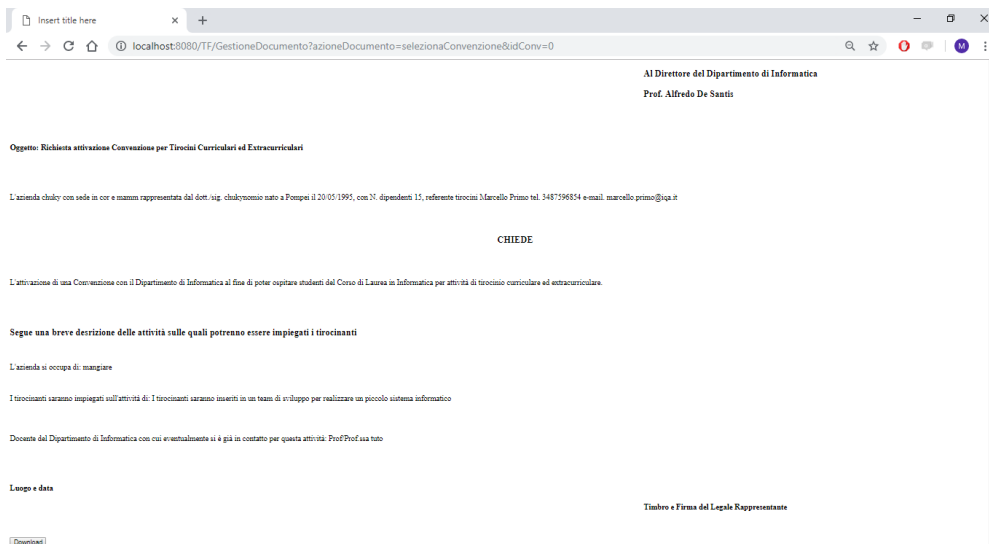 Insert title here
localhost:8080/TF/GestioneDocumento?azioneDocumento=selezionaConvenzione&idConv=0
M
Al Direttore del Dipartimento di Informatica
Prof. Alfredo De Santis
Oggetto: Richiesta attivazione Convenzione per Tirocini Curriculari ed Extracurriculari
L'azienda chuky con sede in cor e mamm rappresentata dal dott./sig. chukynomio nato a Pompei il 20/05/1995, con N. dipendenti 15, referente tirocini Marcello Primo tel. 3487596854 e-mail. marcello.primo@iqa.it
CHIEDE
L'attivazione di una Convenzione con il Dipartimento di Informatica al fine di poter ospitare studenti del Corso di Laurea in Informatica per attività di tirocinio curriculare ed extracurriculare.
Segue una breve desrizione delle attività sulle quali potrenno essere impiegati i tirocinanti
L'azienda si occupa di: mangiare
I tirocinanti saranno impiegati sull'attività di: I tirocinanti saranno inseriti in un team di sviluppo per realizzare un piccolo sistema informatico
Docente del Dipartimento di Informatica con cui eventualmente si è già in contatto per questa attività: Prof/Prof.ssa tuto
Luogo e data
Timbro e Firma del Legale Rappresentante
Download